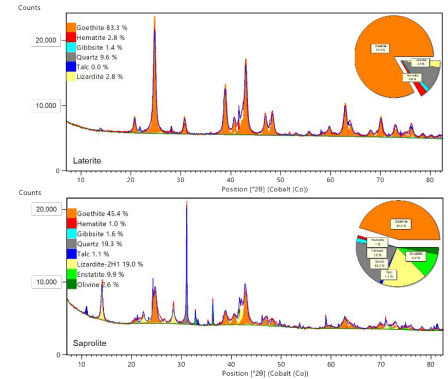 Counts
20,000
10,000
0
Goethite 83.3 %
Hematite 2.8 %
Gibbsite 1.4 %
Quartz 9.6 %
Talc 0.0 %
Lizardite 2.8 %
Laterite
10 20 30 40 50 60 70 80
Position [°2θ] (Cobalt (Co))
Counts
20,000
10,000
0
Goethite 45.4 %
Hematite 1.0 %
Gibbsite 1.6 %
Quartz 19.3 %
Talc 1.1 %
Lizardite-2H1 19.0 %
Enstatite 9.9 %
Olivine 2.6 %
Saprolite
10 20 30 40 50 60 70 80
Position [°2θ] (Cobalt (Co))